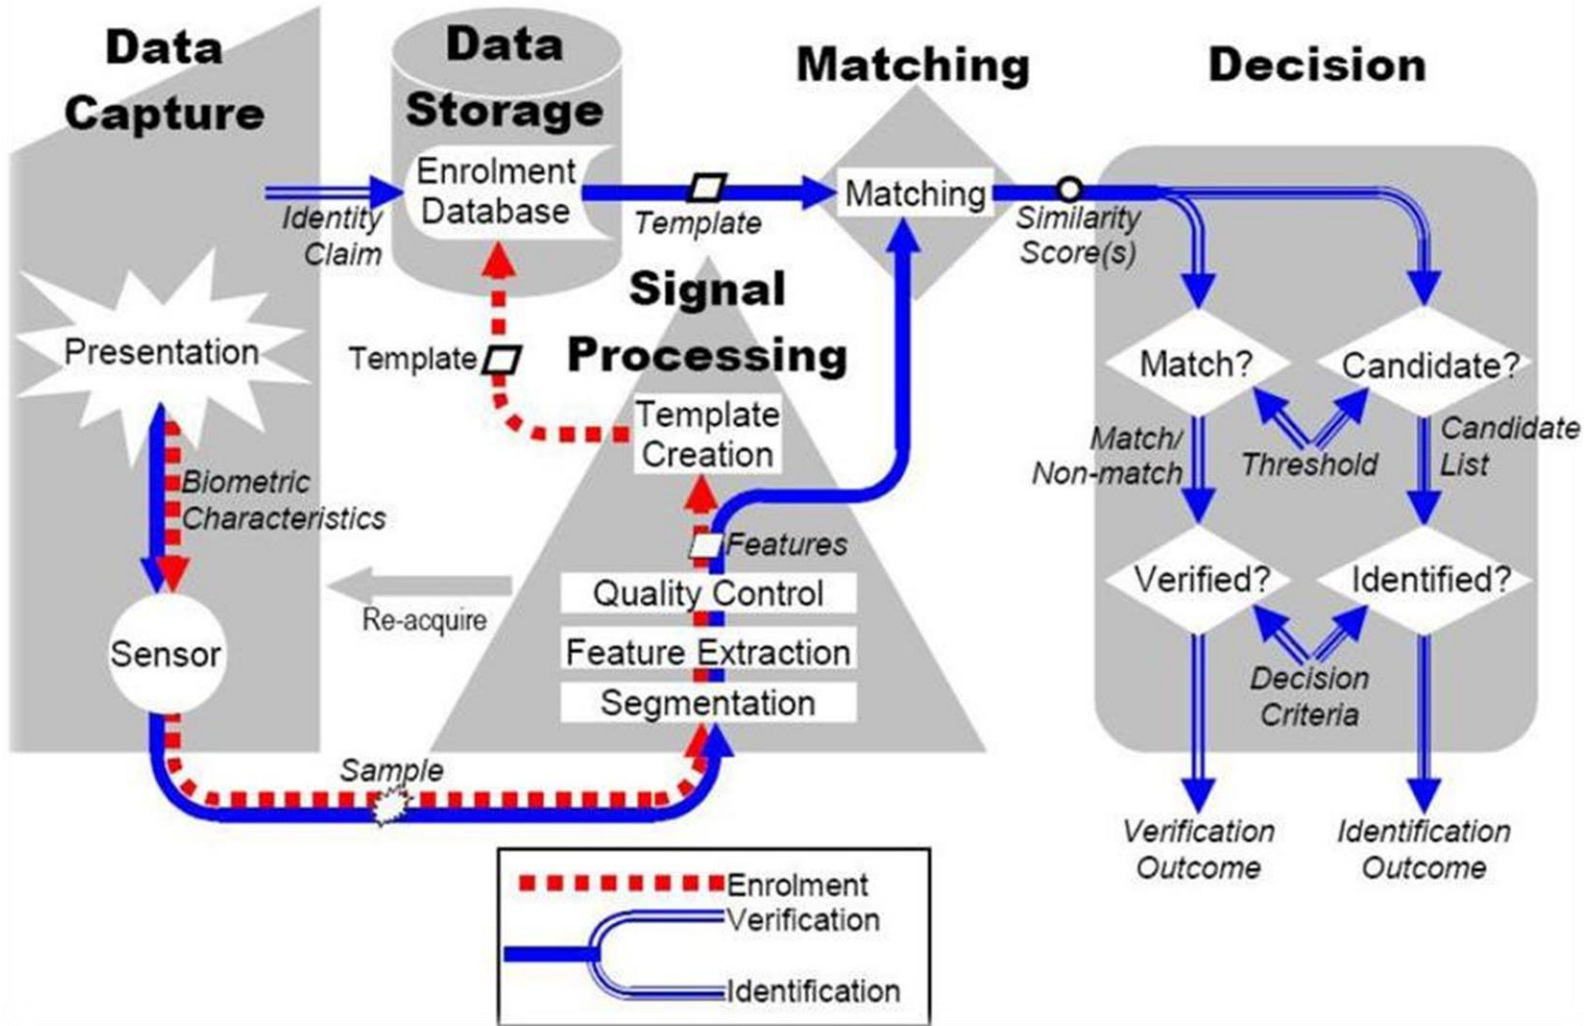 Data
Capture
Data
Storage
Matching
Decision
Identity
Claim
Enrolment
Database
Template
Matching
Similarity
Score(s)
Presentation
Template
Signal
Processing
Template
Creation
Biometric
Characteristics
Features
Quality Control
Feature Extraction
Segmentation
Re-acquire
Sensor
Sample
Match?
Candidate?
Match/
Non-match
Threshold
Candidate
List
Verified?
Identified?
Decision
Criteria
Verification
Outcome
Identification
Outcome
Enrolment
Verification
Identification